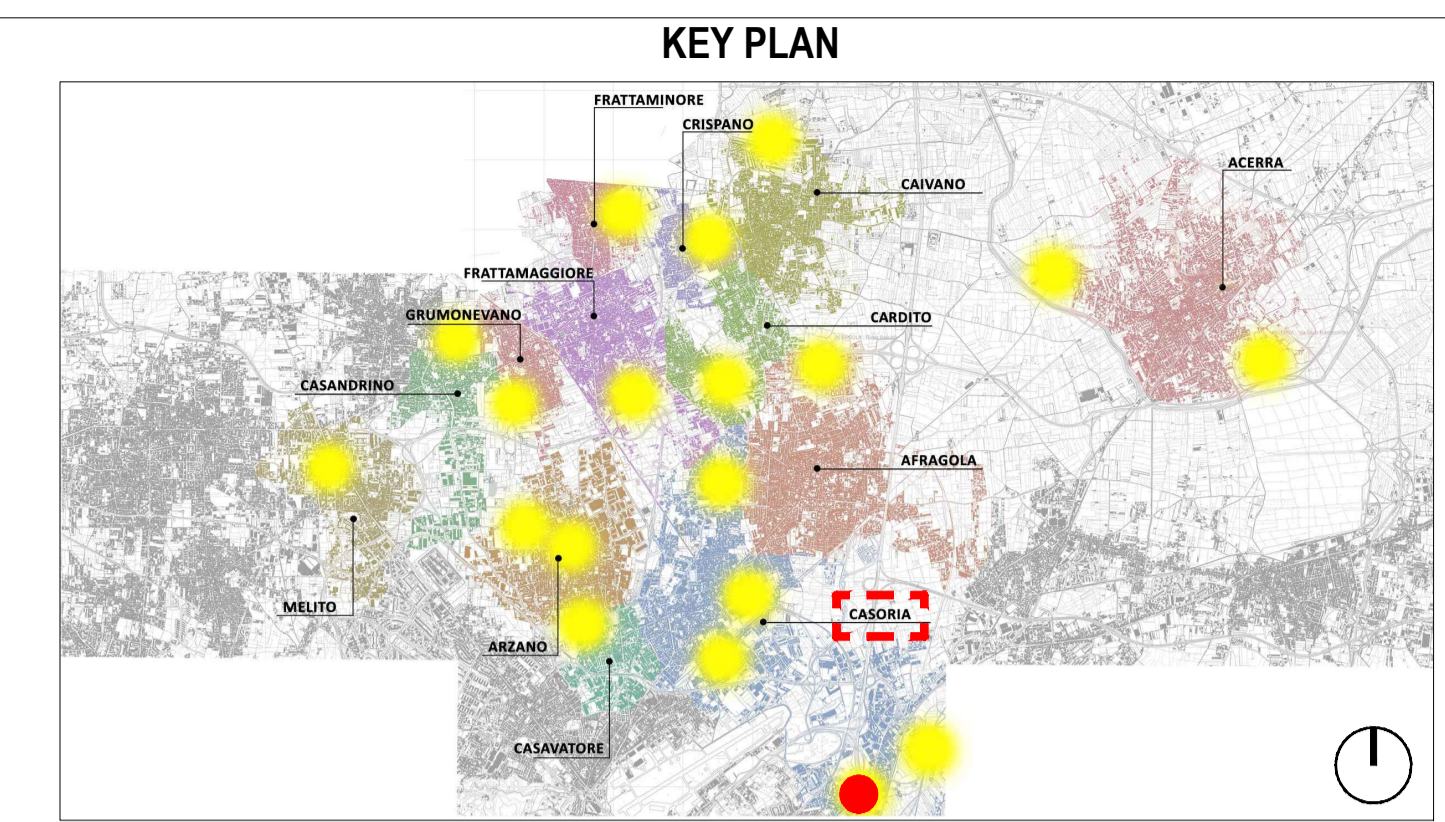 KEY PLAN
FRATTAMINORE
CRISPANO
ACERRA
CAIVANO
FRATTAMAGGIORE
GRUMONEVANO
CARDITO
CASANDRINO
AFRAGOLA
MELITO
CASORIA
ARZANO
CASAVATORE